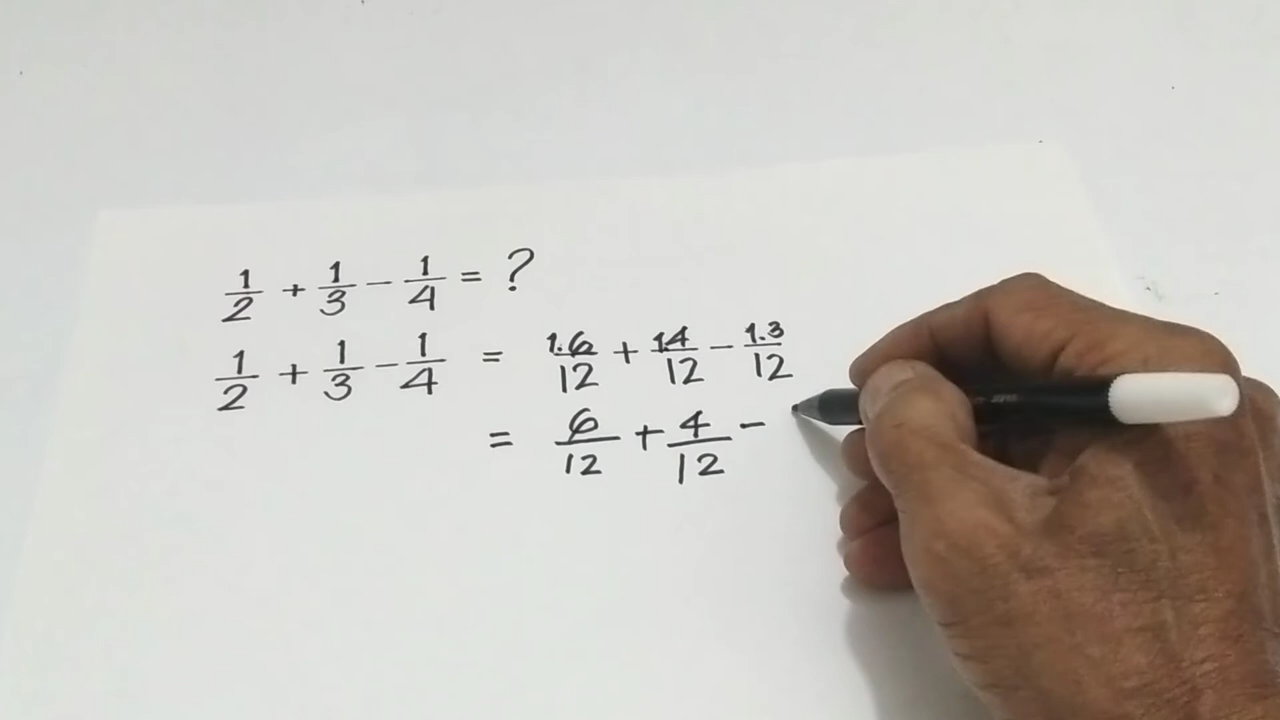 1/2 + 1/3 - 1/4 = ?
1/2 + 1/3 - 1/4 = 1.6/12 + 1.4/12 - 1.3/12
= 6/12 + 4/12 -